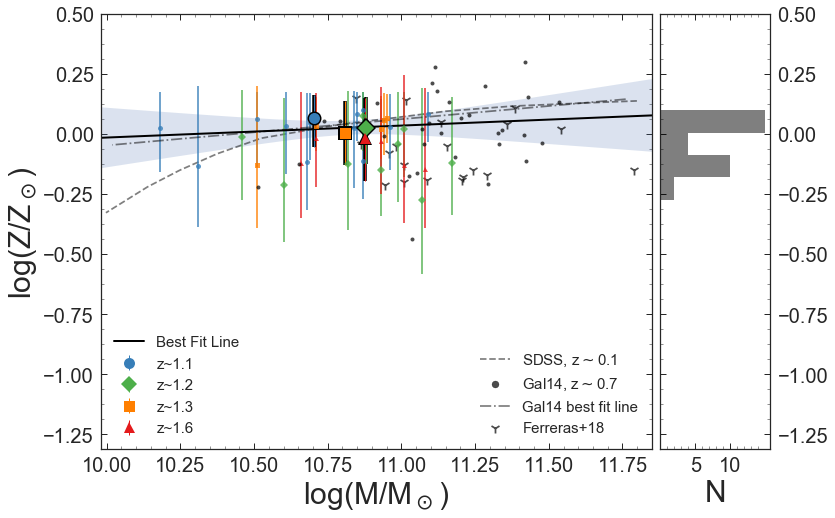 0.50
0.25
0.00
−0.25
−0.50
−0.75
−1.00
−1.25
log(Z/Z⊙)
10.00 10.25 10.50 10.75 11.00 11.25 11.50 11.75
log(M/M⊙)
Best Fit Line
z~1.1
z~1.2
z~1.3
z~1.6
SDSS, z ∼ 0.1
Gal14, z ∼ 0.7
Gal14 best fit line
Ferreras+18
0.50
0.25
0.00
−0.25
−0.50
−0.75
−1.00
−1.25
5 10
N